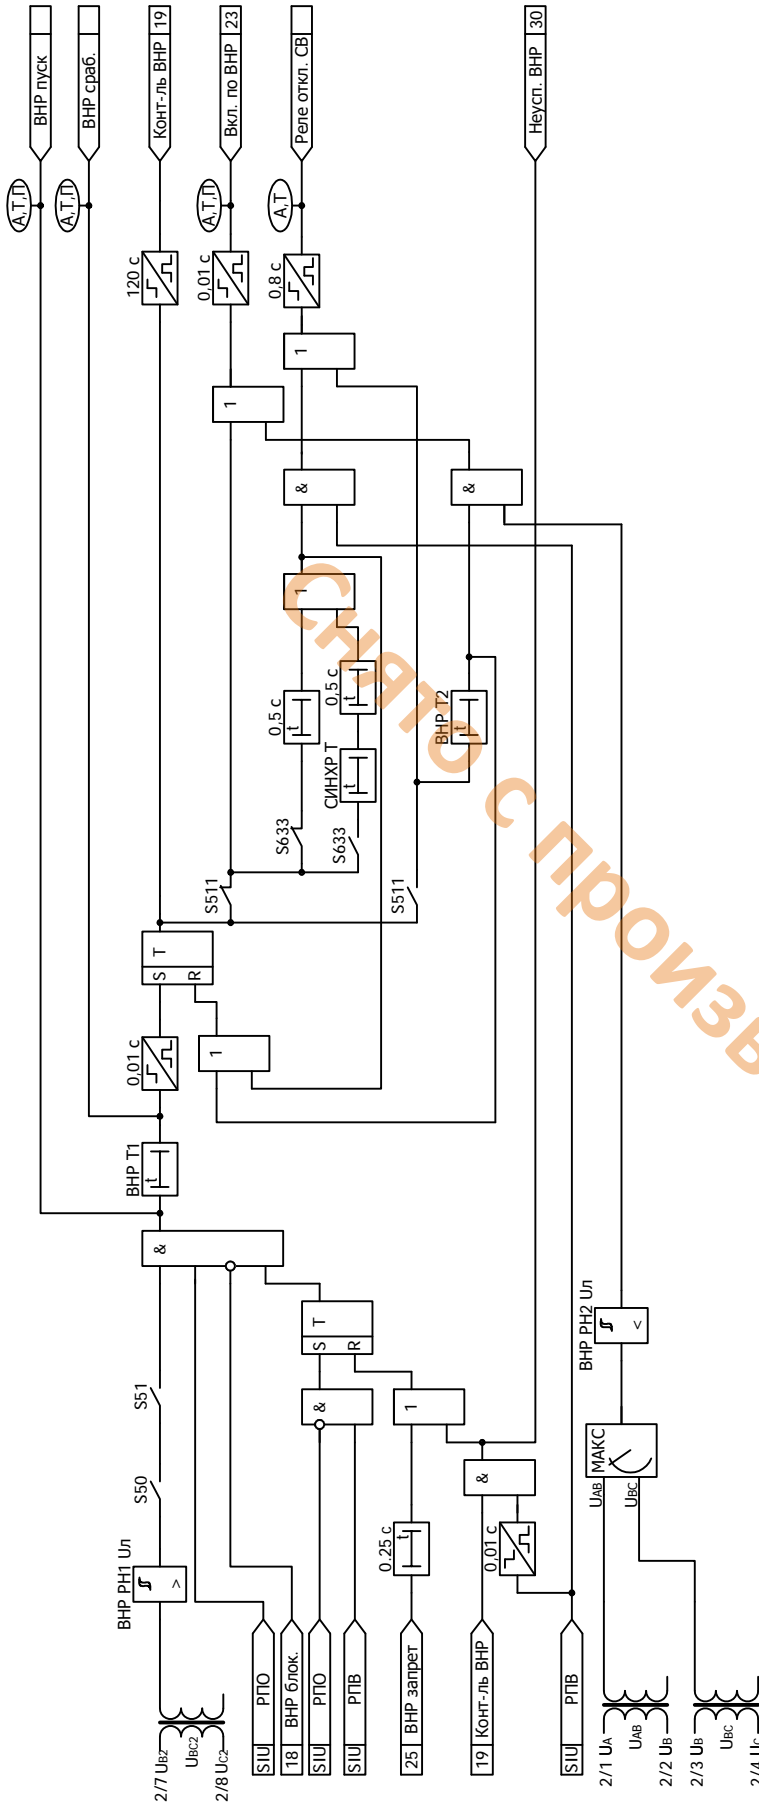 ВНР пуск
ВНР сраб.
Конт-ль ВНР 19
Вкл. по ВНР 23
Реле откл. СВ
Неусп. ВНР 30
А,Т,П
А,Т,П
А,Т,П
А,Т
120 с
0,01 с
0,8 с
1
1
&
&
1
0,5 с
t
0,5 с
t
СИНХР Т
t
ВНР Т2
t
S633
S633
S511
S511
S T
R
0,01 с
1
ВНР Т1
t
&
S T
R
S51
&
1
S50
ВНР РН1 Uл
>
0.25 с
t
&
0,01 с
ВНР РН2 Uл
<
МАКС
UAB
UBC
2/7 UB2
UBC2
2/8 UC2
SIU РПО
18 ВНР блок.
SIU РПО
SIU РПВ
25 ВНР запрет
19 Конт-ль ВНР
SIU РПВ
2/1 UA
UAB
2/2 UB
2/3 UB
UBC
2/4 UC
Снято с произв